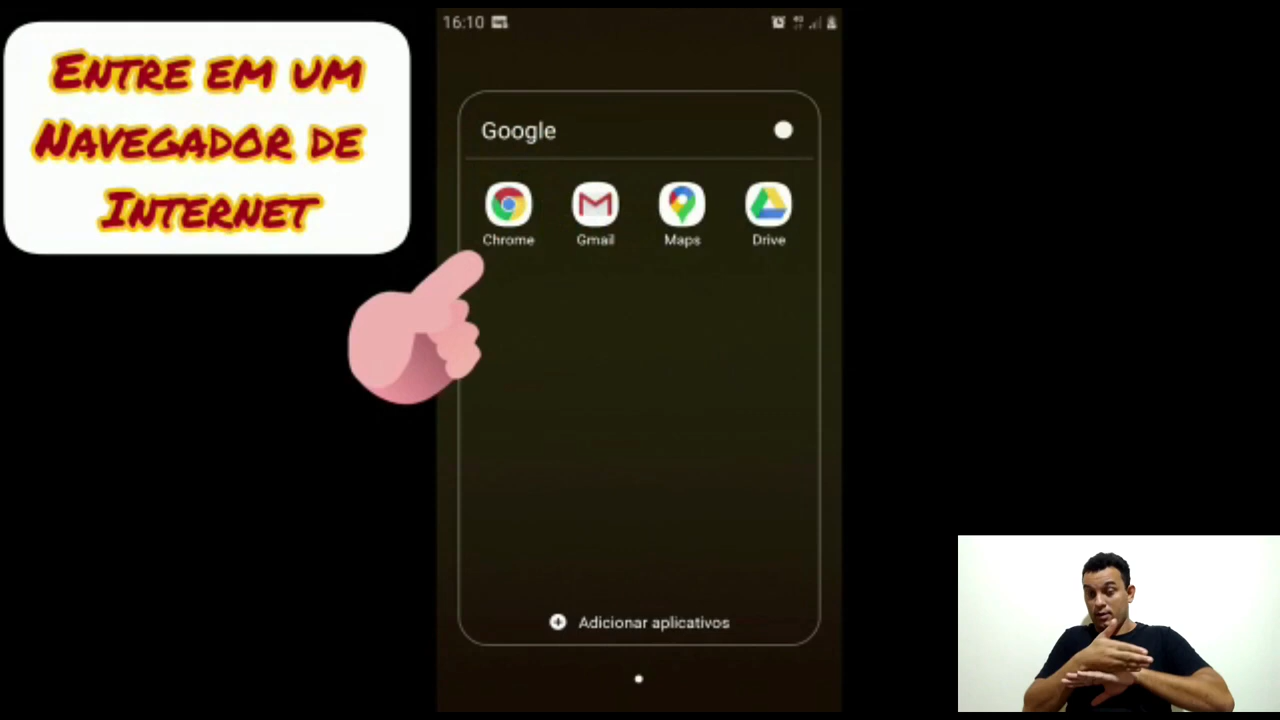 Entre em um
Navegador de
Internet
16:10
Google
Chrome
Gmail
Maps
Drive
Adicionar aplicativos